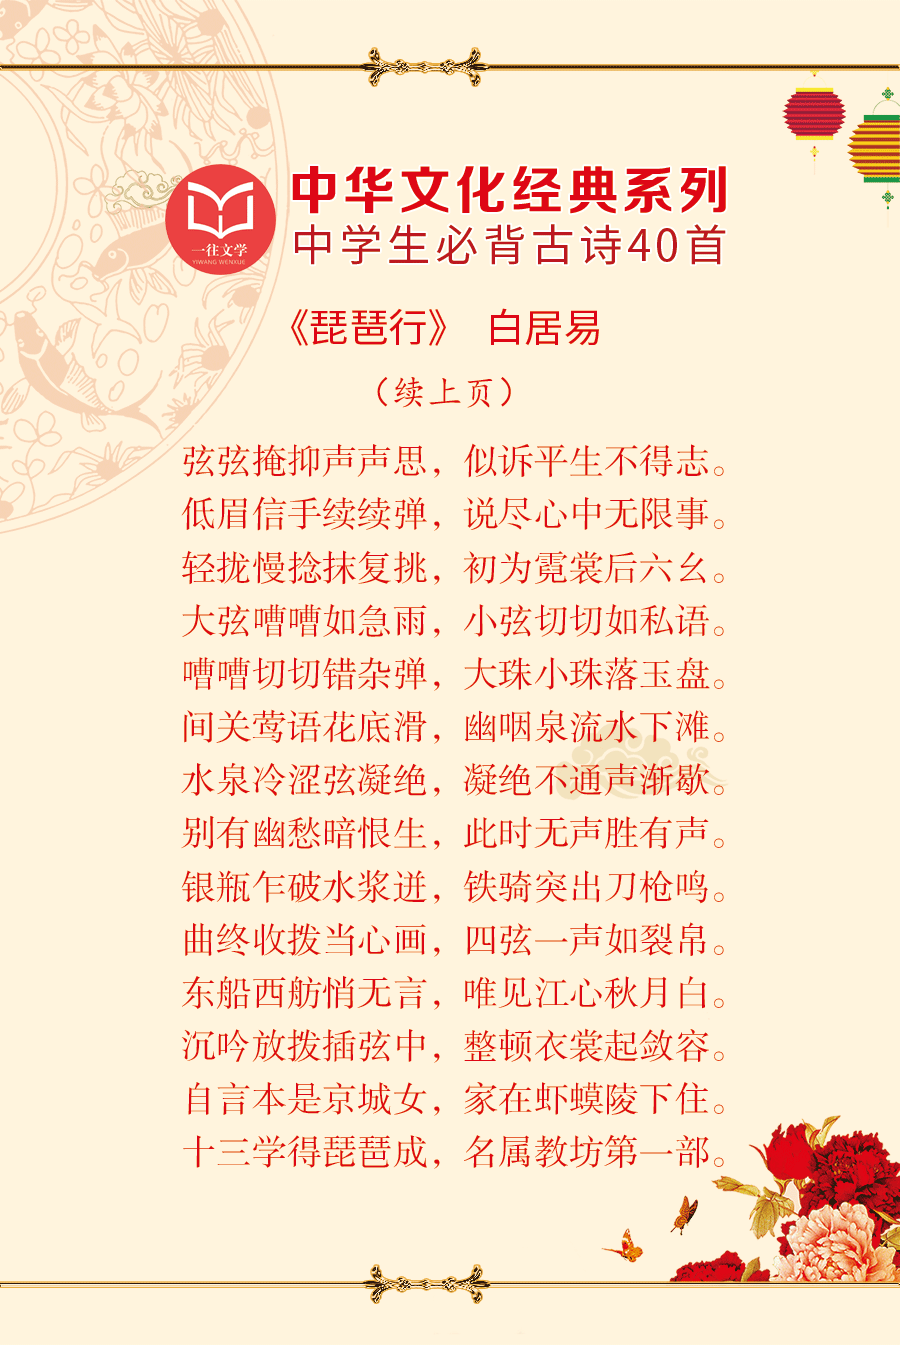 中华文化经典系列
中学生必背古诗40首
一往文学
YIWANG WENXUE
《琵琶行》 白居易
（续上页）
弦弦掩抑声声思，似诉平生不得志。
低眉信手续续弹，说尽心中无限事。
轻拢慢捻抹复挑，初为霓裳后六幺。
大弦嘈嘈如急雨，小弦切切如私语。
嘈嘈切切错杂弹，大珠小珠落玉盘。
间关莺语花底滑，幽咽泉流水下滩。
水泉冷涩弦凝绝，凝绝不通声渐歇。
别有幽愁暗恨生，此时无声胜有声。
银瓶乍破水浆迸，铁骑突出刀枪鸣。
曲终收拨当心画，四弦一声如裂帛。
东船西舫悄无言，唯见江心秋月白。
沉吟放拨插弦中，整顿衣裳起敛容。
自言本是京城女，家在虾蟆陵下住。
十三学得琵琶成，名属教坊第一部。